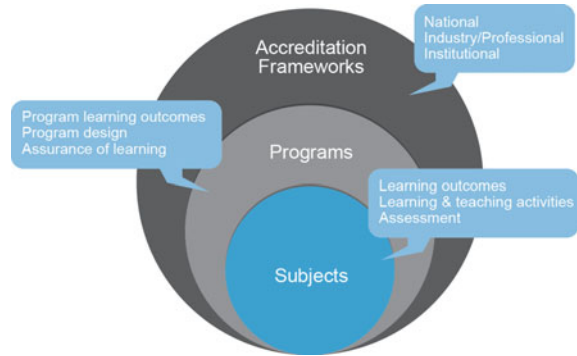 National
Industry/Professional
Institutional
Accreditation
Frameworks
Program learning outcomes
Program design
Assurance of learning
Programs
Learning outcomes
Learning & teaching activities
Assessment
Subjects